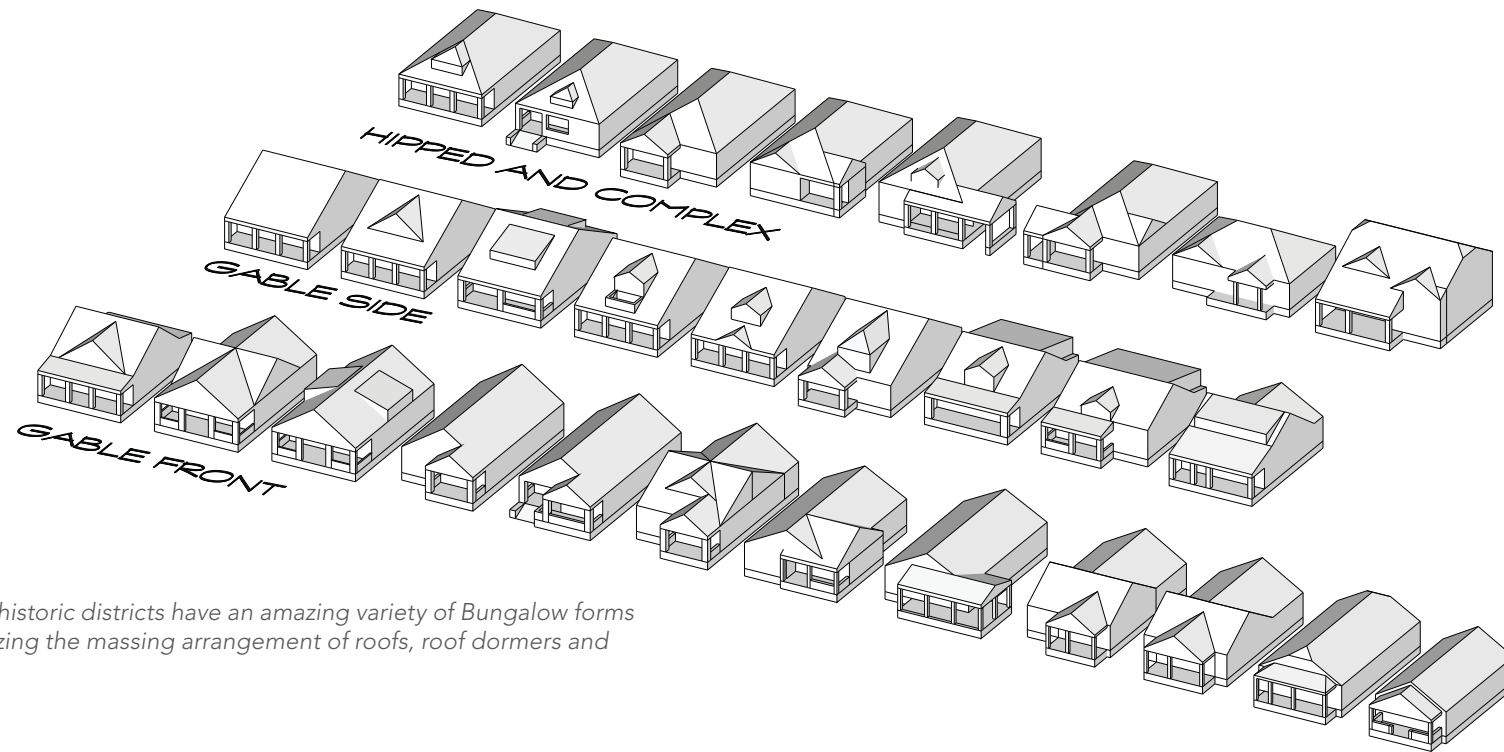 HIPPED AND COMPLEX
GABLE SIDE
GABLE FRONT
historic districts have an amazing variety of Bungalow forms
zing the massing arrangement of roofs, roof dormers and